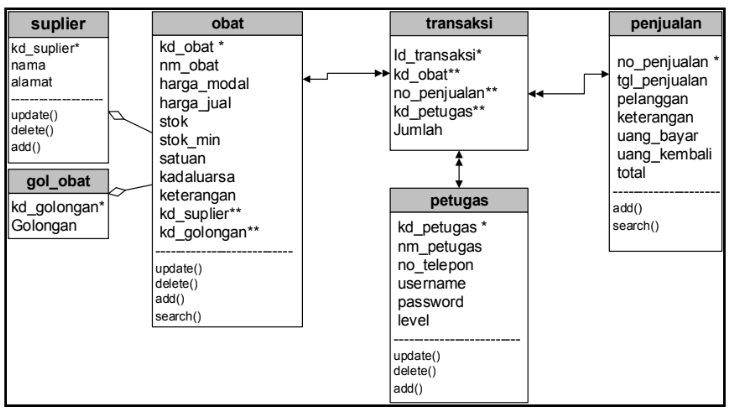 suplier
kd_suplier*
nama
alamat
update()
delete()
add()
gol_obat
kd_golongan*
Golongan
obat
kd_obat *
nm_obat
harga_modal
harga_jual
stok
stok_min
satuan
kadaluarsa
keterangan
kd_suplier**
kd_golongan**
update()
delete()
add()
search()
transaksi
Id_transaksi*
kd_obat**
no_penjualan**
kd_petugas**
Jumlah
petugas
kd_petugas *
nm_petugas
no_telepon
username
password
level
update()
delete()
add()
penjualan
no_penjualan *
tgl_penjualan
pelanggan
keterangan
uang_bayar
uang_kembali
total
add()
search()